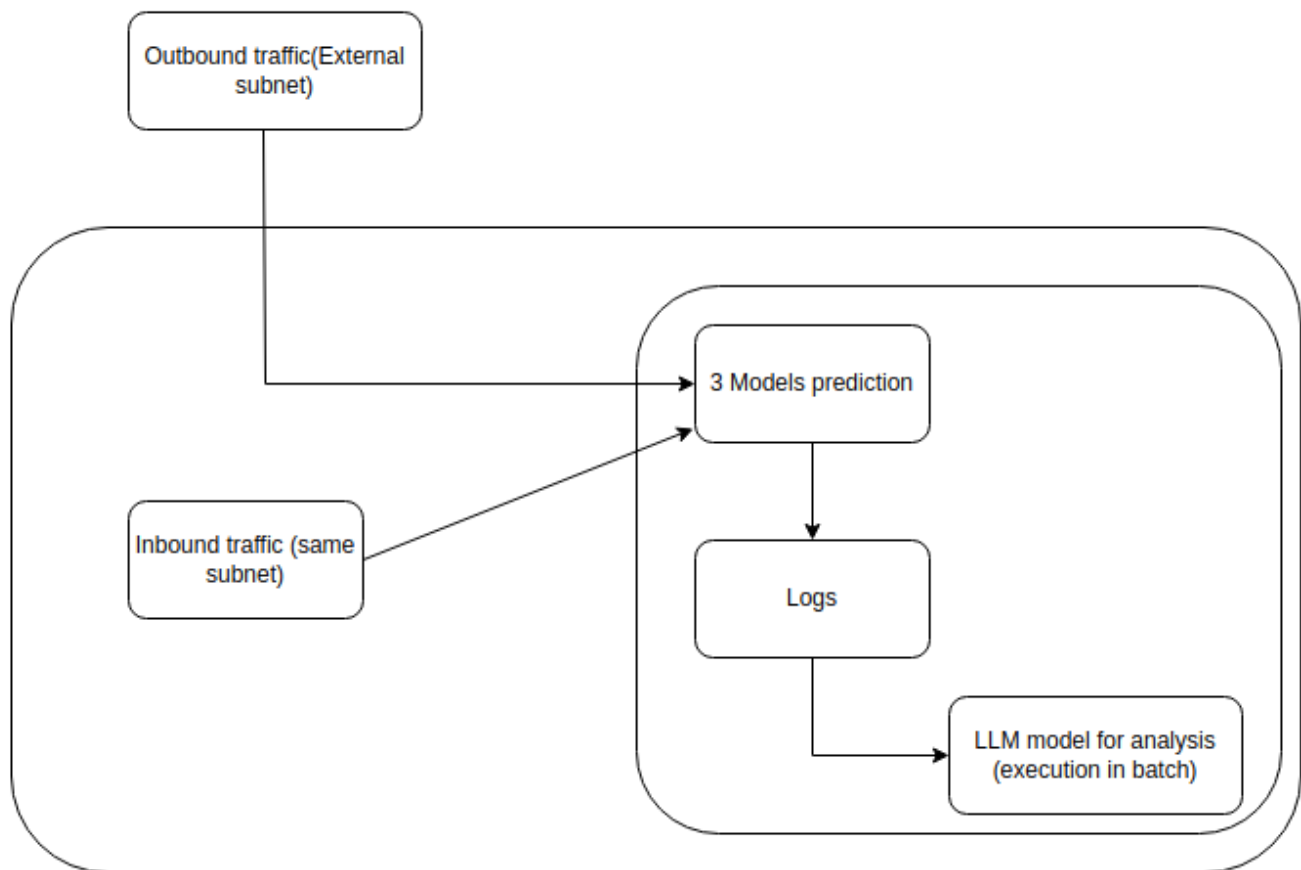 Outbound traffic(External
subnet)
3 Models prediction
Inbound traffic (same
subnet)
Logs
LLM model for analysis
(execution in batch)